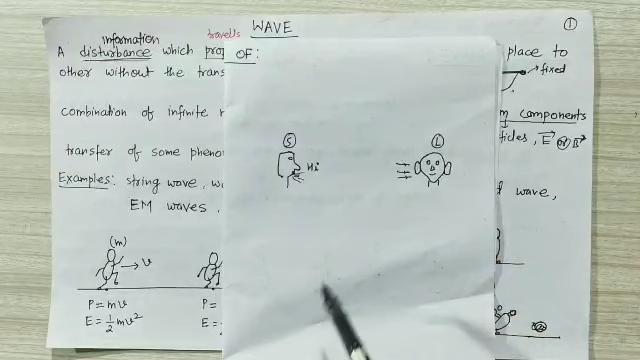 WAVE
①
information
travells
A disturbance which prop
place to
OF:
other without the trans
fixed
combination of infinite
m components
ticles, E or B
transfer of some pheno
Examples: string wave, w
d wave,
EM waves,
S
L
Hi
(m)
v
P = mv
P =
E = 1/2 mv²
E =